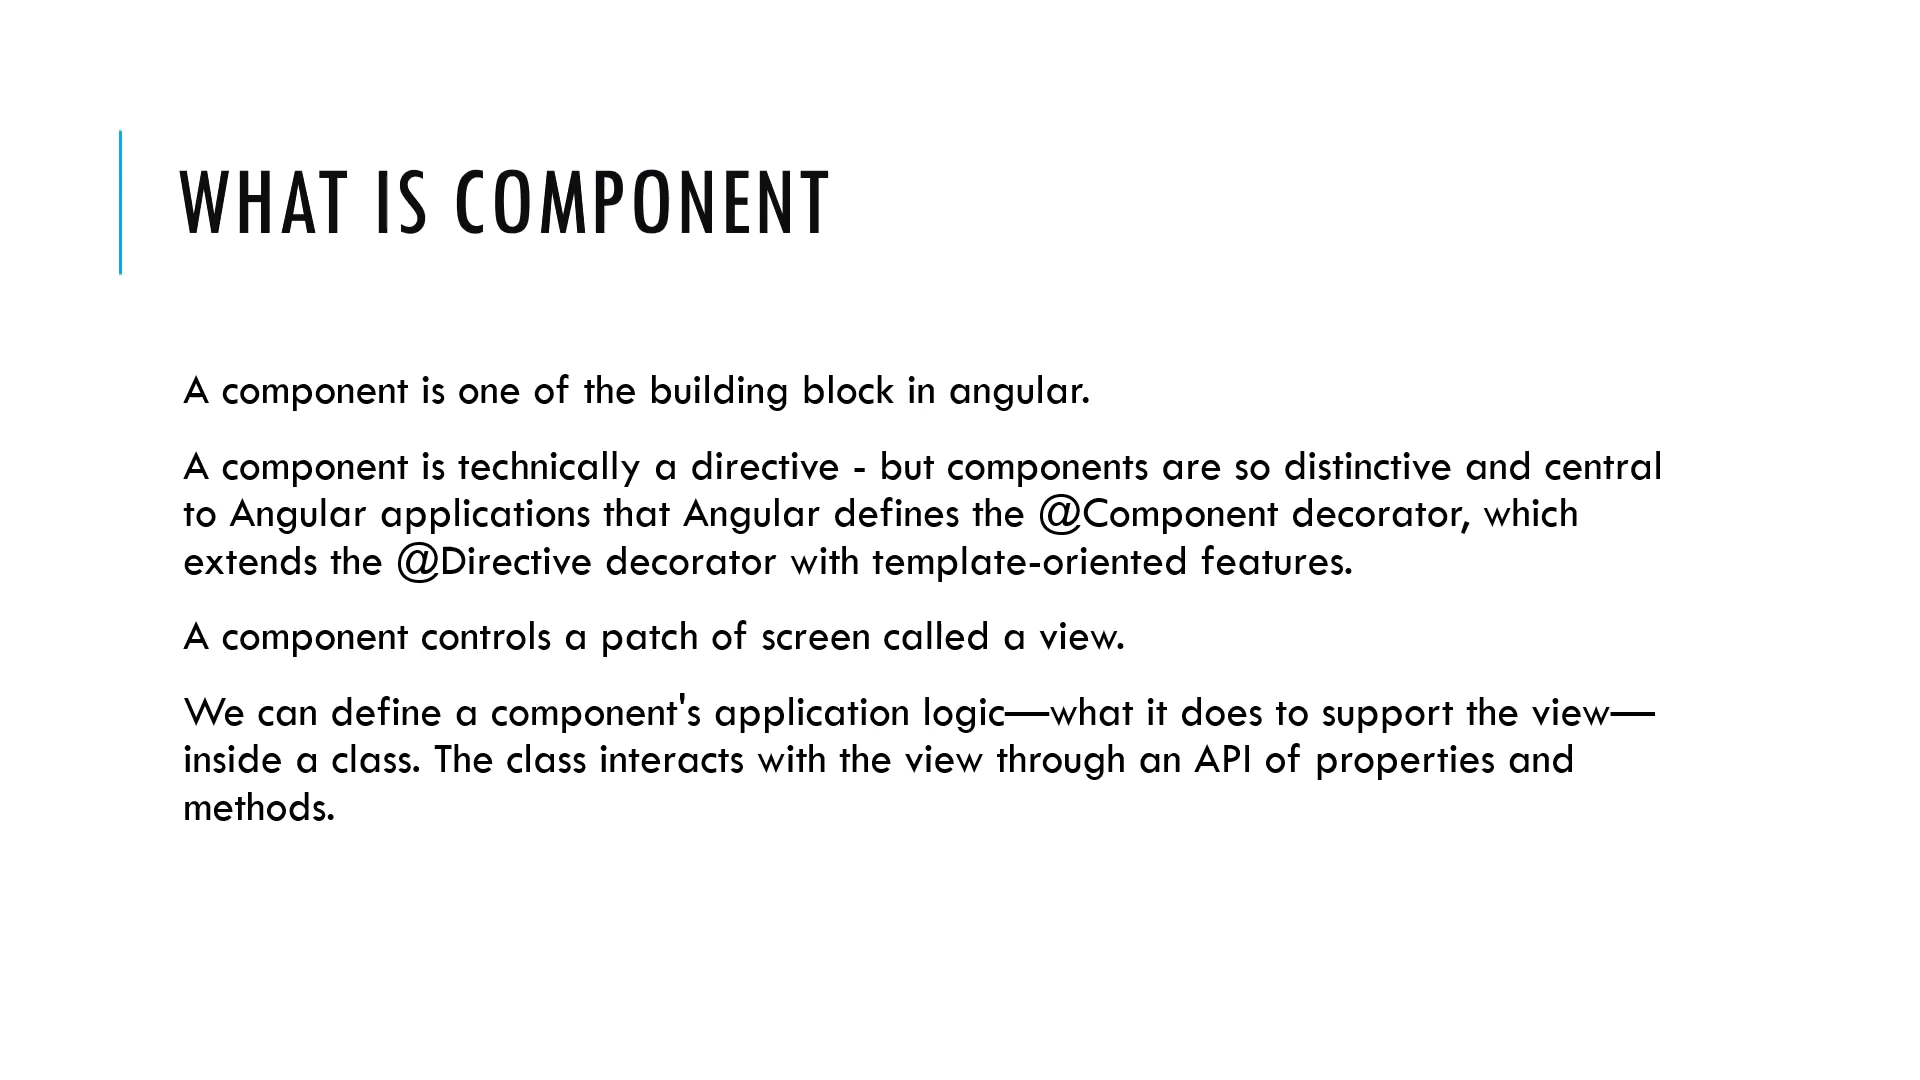 WHAT IS COMPONENT
A component is one of the building block in angular.
A component is technically a directive - but components are so distinctive and central
to Angular applications that Angular defines the @Component decorator, which
extends the @Directive decorator with template-oriented features.
A component controls a patch of screen called a view.
We can define a component's application logic—what it does to support the view—
inside a class. The class interacts with the view through an API of properties and
methods.